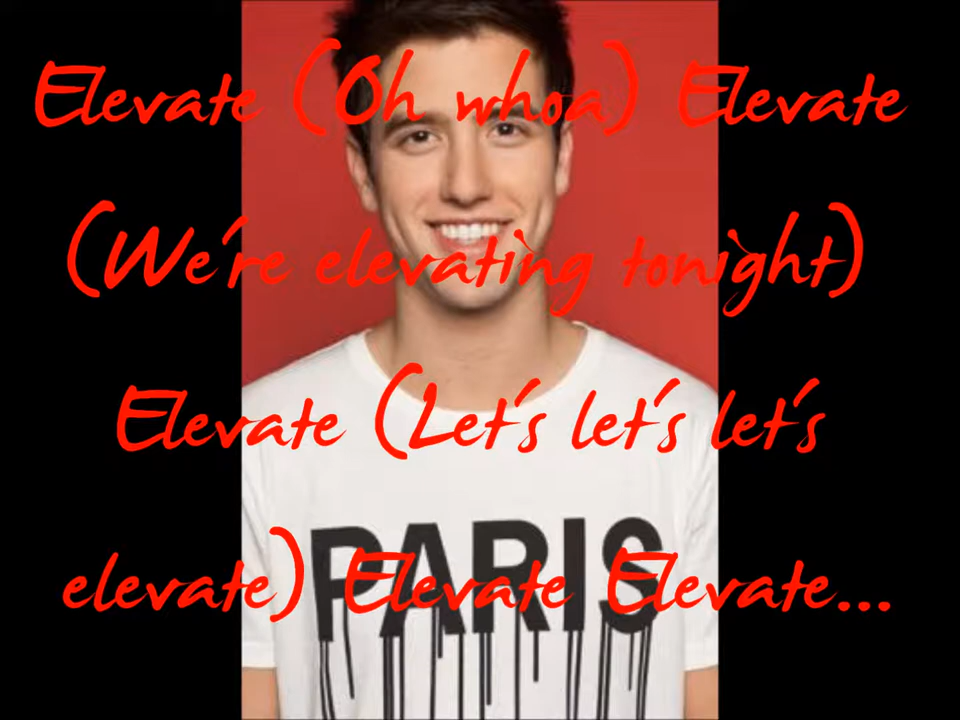 Elevate (Oh whoa) Elevate
(We're elevating tonight)
Elevate (Let's let's let's
elevate) Elevate Elevate...
PARIS